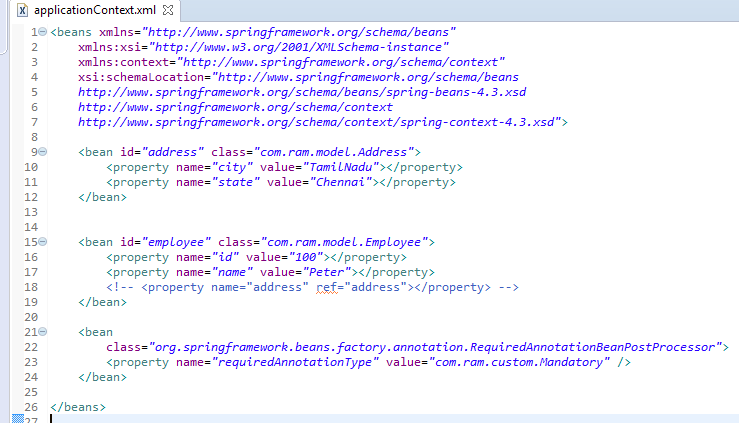 applicationContext.xml
1 <beans xmlns="http://www.springframework.org/schema/beans"
2 xmlns:xsi="http://www.w3.org/2001/XMLSchema-instance"
3 xmlns:context="http://www.springframework.org/schema/context"
4 xsi:schemaLocation="http://www.springframework.org/schema/beans
5 http://www.springframework.org/schema/beans/spring-beans-4.3.xsd
6 http://www.springframework.org/schema/context
7 http://www.springframework.org/schema/context/spring-context-4.3.xsd">
8
9 <bean id="address" class="com.ram.model.Address">
10 <property name="city" value="TamilNadu"></property>
11 <property name="state" value="Chennai"></property>
12 </bean>
13
14
15 <bean id="employee" class="com.ram.model.Employee">
16 <property name="id" value="100"></property>
17 <property name="name" value="Peter"></property>
18 <!-- <property name="address" ref="address"></property> -->
19 </bean>
20
21 <bean
22 class="org.springframework.beans.factory.annotation.RequiredAnnotationBeanPostProcessor">
23 <property name="requiredAnnotationType" value="com.ram.custom.Mandatory" />
24 </bean>
25
26 </beans>
27